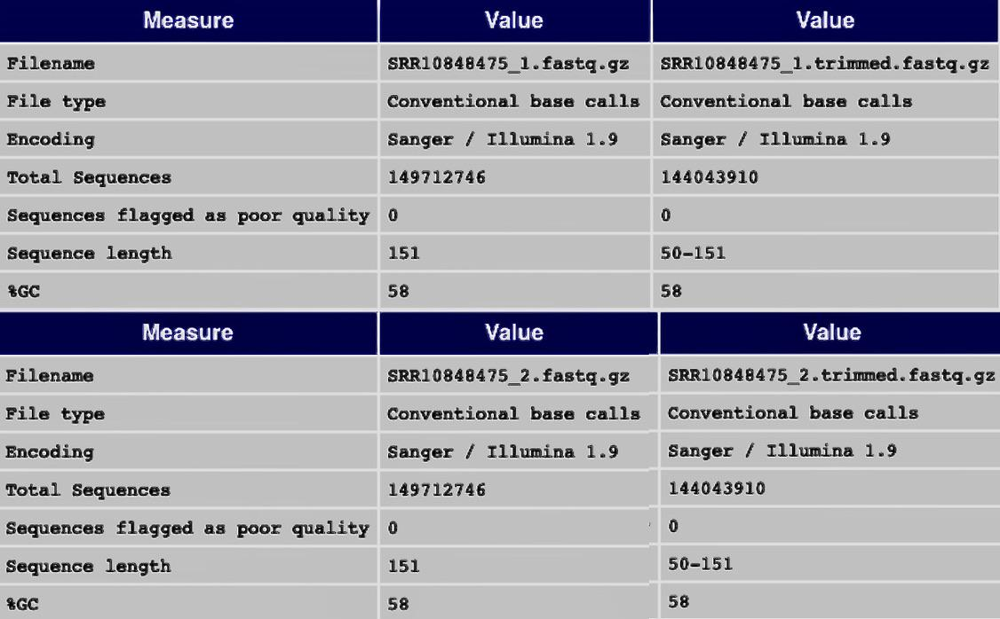 Measure Value Value
Filename SRR10848475_1.fastq.gz SRR10848475_1.trimmed.fastq.gz
File type Conventional base calls Conventional base calls
Encoding Sanger / Illumina 1.9 Sanger / Illumina 1.9
Total Sequences 149712746 144043910
Sequences flagged as poor quality 0 0
Sequence length 151 50-151
%GC 58 58
Measure Value Value
Filename SRR10848475_2.fastq.gz SRR10848475_2.trimmed.fastq.gz
File type Conventional base calls Conventional base calls
Encoding Sanger / Illumina 1.9 Sanger / Illumina 1.9
Total Sequences 149712746 144043910
Sequences flagged as poor quality 0 0
Sequence length 151 50-151
%GC 58 58